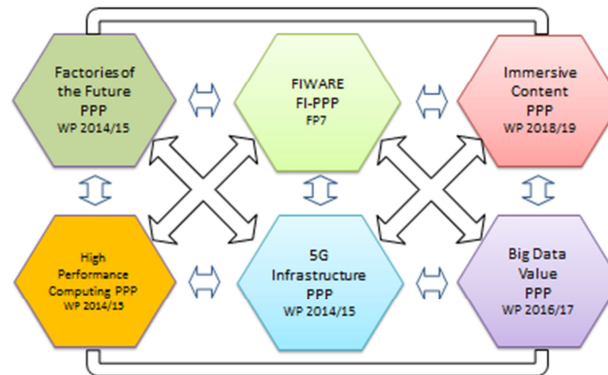 Factories of
the Future
PPP
WP 2014/15
FIWARE
FI-PPP
FP7
Immersive
Content
PPP
WP 2018/19
High
Performance
Computing PPP
WP 2014/15
5G
Infrastructure
PPP
WP 2014/15
Big Data
Value
PPP
WP 2016/17